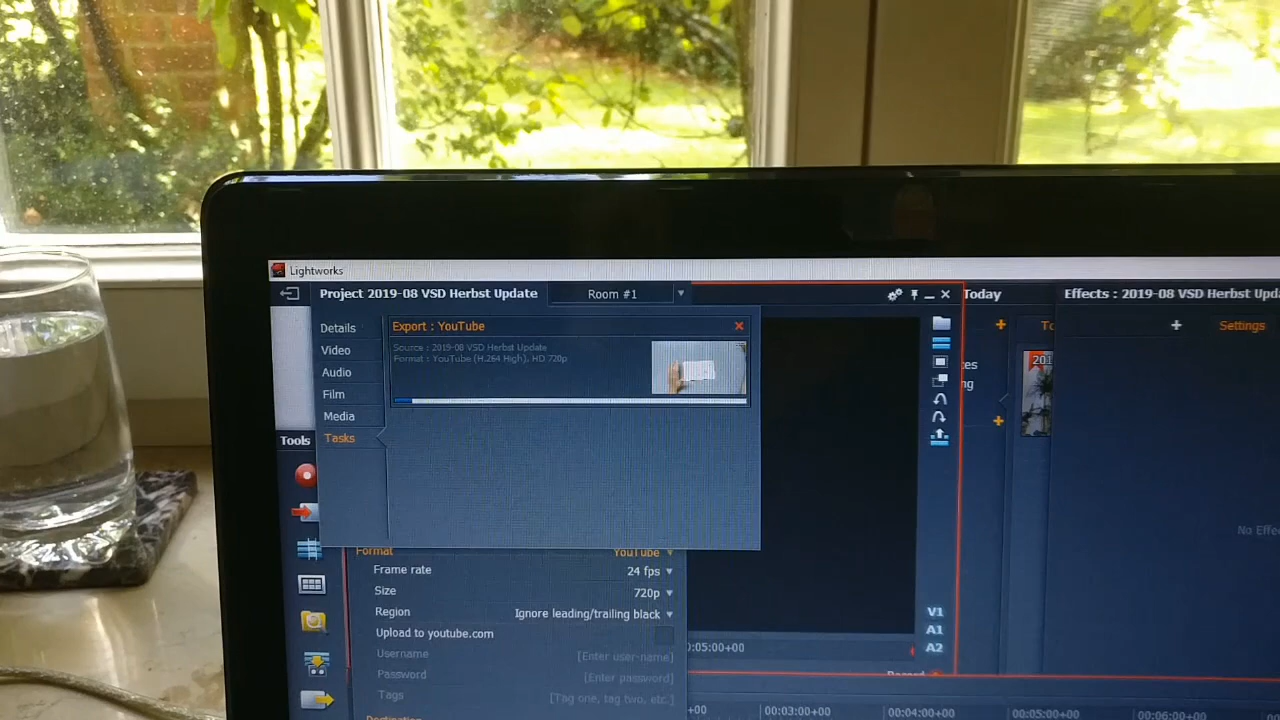 Lightworks
Project 2019-08 VSD Herbst Update
Room #1
Today
Effects : 2019-08 VSD Herbst Upda
Details
Export : YouTube
Settings
Video
Source : 2019-08 VSD Herbst Update
Format : YouTube (H.264 High), HD 720p
Audio
Film
Media
Tasks
Tools
201
No Effe
Format
YouTube
Frame rate
24 fps
Size
720p
Region
Ignore leading/trailing black
Upload to youtube.com
Username
[Enter user-name]
Password
[Enter password]
Tags
[Tag one, tag two, etc.]
V1
A1
A2
:05:00+00
+00
00:03:00+00
00:04:00+00
00:05:00+00
00:06:00+00